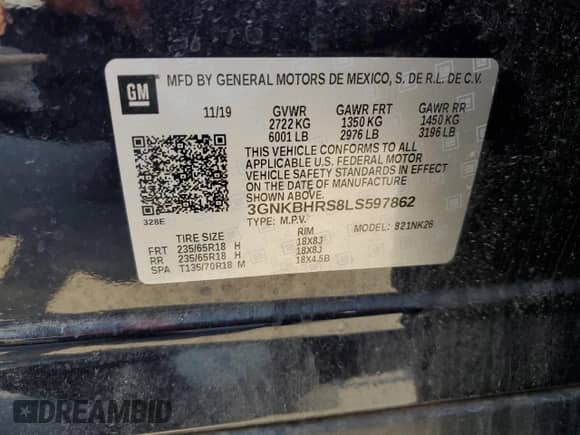 GM
MFD BY GENERAL MOTORS DE MEXICO, S. DE R.L. DE C.V.
11/19 GVWR GAWR FRT GAWR RR
2722 KG 1350 KG 1450 KG
6001 LB 2976 LB 3196 LB
THIS VEHICLE CONFORMS TO ALL
APPLICABLE U.S. FEDERAL MOTOR
VEHICLE SAFETY STANDARDS IN EFFECT
ON THE DATE OF MANUFACTURE
SHOWN ABOVE.
3GNKBHRS8LS597862
328E
TYPE: M.P.V. 821NK26
TIRE SIZE RIM
FRT 235/65R18 H 18X8J
RR 235/65R18 H 18X8J
SPA T135/70R18 M 18X4.5B
DREAMBID